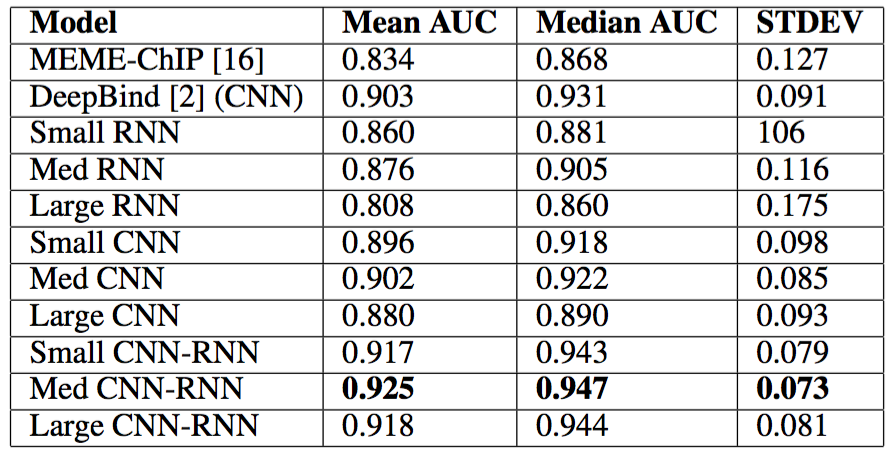 Model Mean AUC Median AUC STDEV
MEME-ChIP [16] 0.834 0.868 0.127
DeepBind [2] (CNN) 0.903 0.931 0.091
Small RNN 0.860 0.881 106
Med RNN 0.876 0.905 0.116
Large RNN 0.808 0.860 0.175
Small CNN 0.896 0.918 0.098
Med CNN 0.902 0.922 0.085
Large CNN 0.880 0.890 0.093
Small CNN-RNN 0.917 0.943 0.079
Med CNN-RNN 0.925 0.947 0.073
Large CNN-RNN 0.918 0.944 0.081